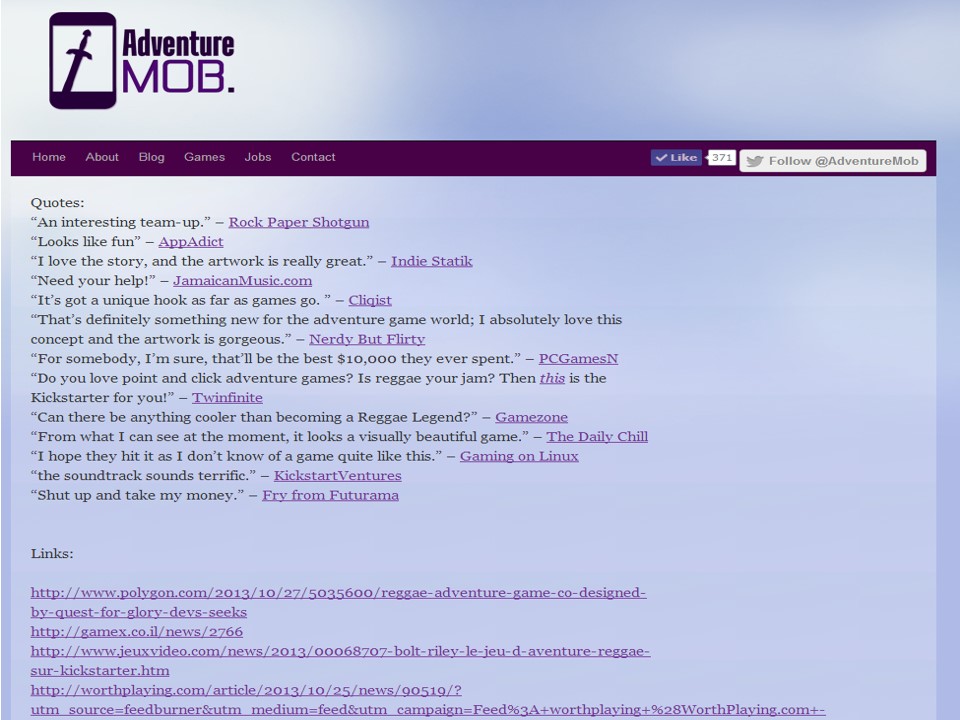 Adventure
MOB.
Home About Blog Games Jobs Contact Like 371 Follow @AdventureMob
Quotes:
“An interesting team-up.” – Rock Paper Shotgun
“Looks like fun” – AppAdict
“I love the story, and the artwork is really great.” – Indie Statik
“Need your help!” – JamaicanMusic.com
“It’s got a unique hook as far as games go. ” – Cliqist
“That’s definitely something new for the adventure game world; I absolutely love this
concept and the artwork is gorgeous.” – Nerdy But Flirty
“For somebody, I’m sure, that’ll be the best $10,000 they ever spent.” – PCGamesN
“Do you love point and click adventure games? Is reggae your jam? Then this is the
Kickstarter for you!” – Twinfinite
“Can there be anything cooler than becoming a Reggae Legend?” – Gamezone
“From what I can see at the moment, it looks a visually beautiful game.” – The Daily Chill
“I hope they hit it as I don’t know of a game quite like this.” – Gaming on Linux
“the soundtrack sounds terrific.” – KickstartVentures
“Shut up and take my money.” – Fry from Futurama
Links:
http://www.polygon.com/2013/10/27/5035600/reggae-adventure-game-co-designed-
by-quest-for-glory-devs-seeks
http://gamex.co.il/news/2766
http://www.jeuxvideo.com/news/2013/00068707-bolt-riley-le-jeu-d-aventure-reggae-
sur-kickstarter.htm
http://worthplaying.com/article/2013/10/25/news/90519/?
utm_source=feedburner&utm_medium=feed&utm_campaign=Feed%3A+worthplaying+%28WorthPlaying.com+-